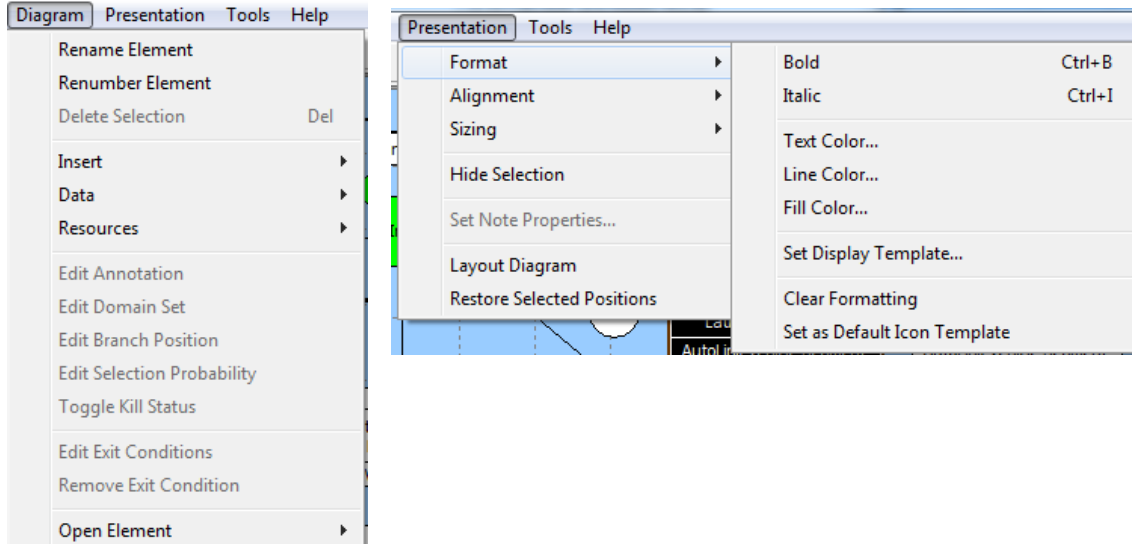 Diagram Presentation Tools Help
Rename Element
Renumber Element
Delete Selection Del
Insert
Data
Resources
Edit Annotation
Edit Domain Set
Edit Branch Position
Edit Selection Probability
Toggle Kill Status
Edit Exit Conditions
Remove Exit Condition
Open Element
Presentation Tools Help
Format
Alignment
Sizing
Hide Selection
Set Note Properties...
Layout Diagram
Restore Selected Positions
Bold Ctrl+B
Italic Ctrl+I
Text Color...
Line Color...
Fill Color...
Set Display Template...
Clear Formatting
Set as Default Icon Template